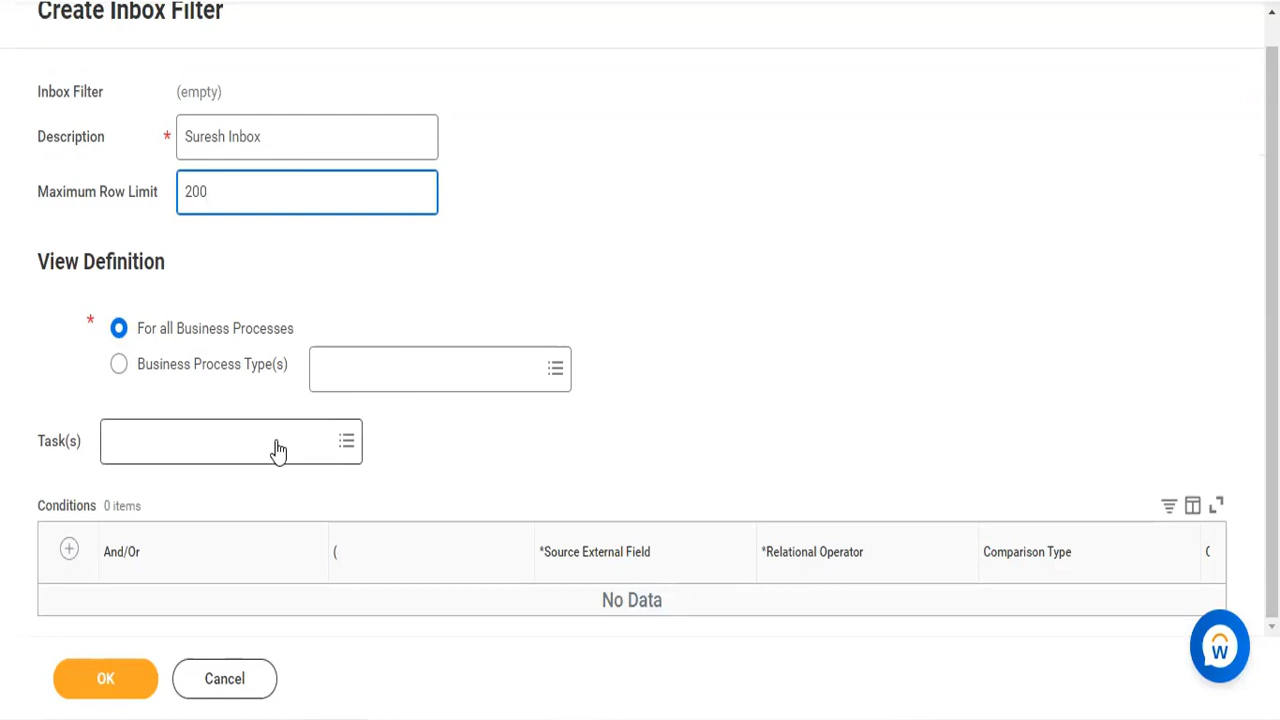 Create Inbox Filter
Inbox Filter (empty)
Description * Suresh Inbox
Maximum Row Limit 200
View Definition
* For all Business Processes
Business Process Type(s)
Task(s)
Conditions 0 items
And/Or ( *Source External Field *Relational Operator Comparison Type
No Data
W
OK Cancel